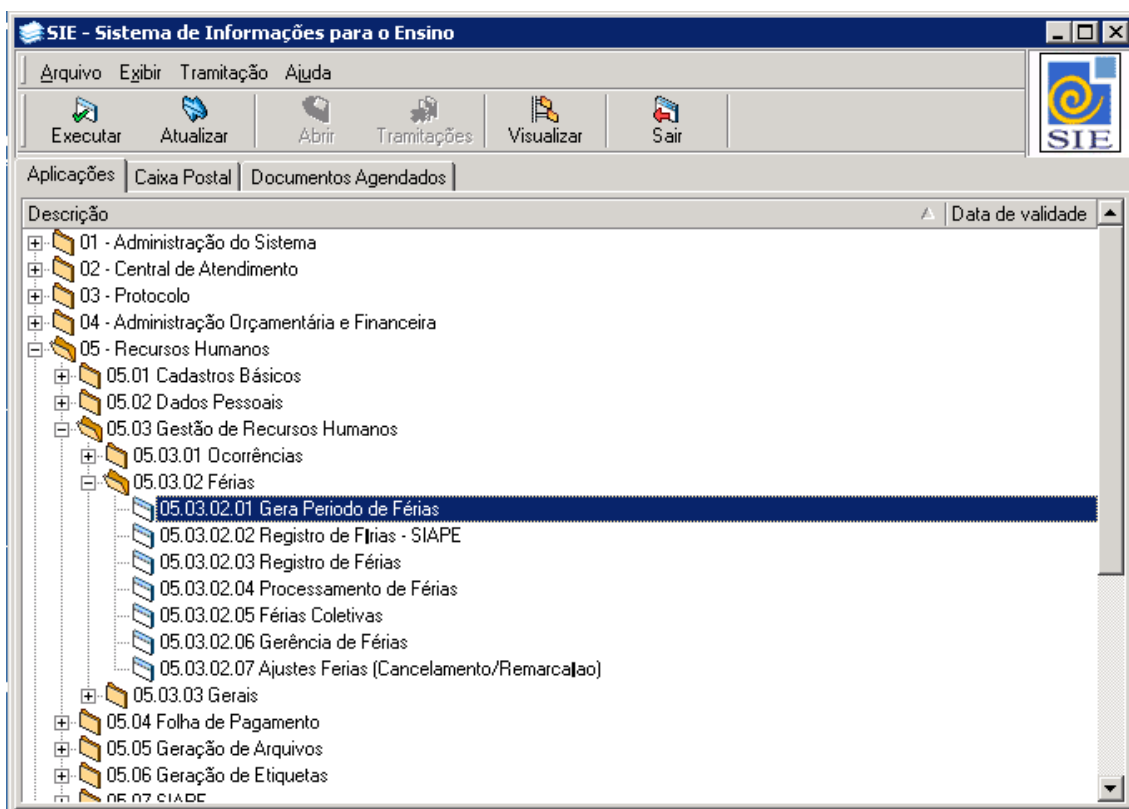 SIE - Sistema de Informações para o Ensino
Arquivo Exibir Tramitação Ajuda
Executar Atualizar Abrir Tramitações Visualizar Sair
SIE
Aplicações Caixa Postal Documentos Agendados
Descrição Data de validade
01 - Administração do Sistema
02 - Central de Atendimento
03 - Protocolo
04 - Administração Orçamentária e Financeira
05 - Recursos Humanos
05.01 Cadastros Básicos
05.02 Dados Pessoais
05.03 Gestão de Recursos Humanos
05.03.01 Ocorrências
05.03.02 Férias
05.03.02.01 Gera Periodo de Férias
05.03.02.02 Registro de F|rias - SIAPE
05.03.02.03 Registro de Férias
05.03.02.04 Processamento de Férias
05.03.02.05 Férias Coletivas
05.03.02.06 Gerência de Férias
05.03.02.07 Ajustes Ferias (Cancelamento/Remarca|ao)
05.03.03 Gerais
05.04 Folha de Pagamento
05.05 Geração de Arquivos
05.06 Geração de Etiquetas
05.07 SIAPE